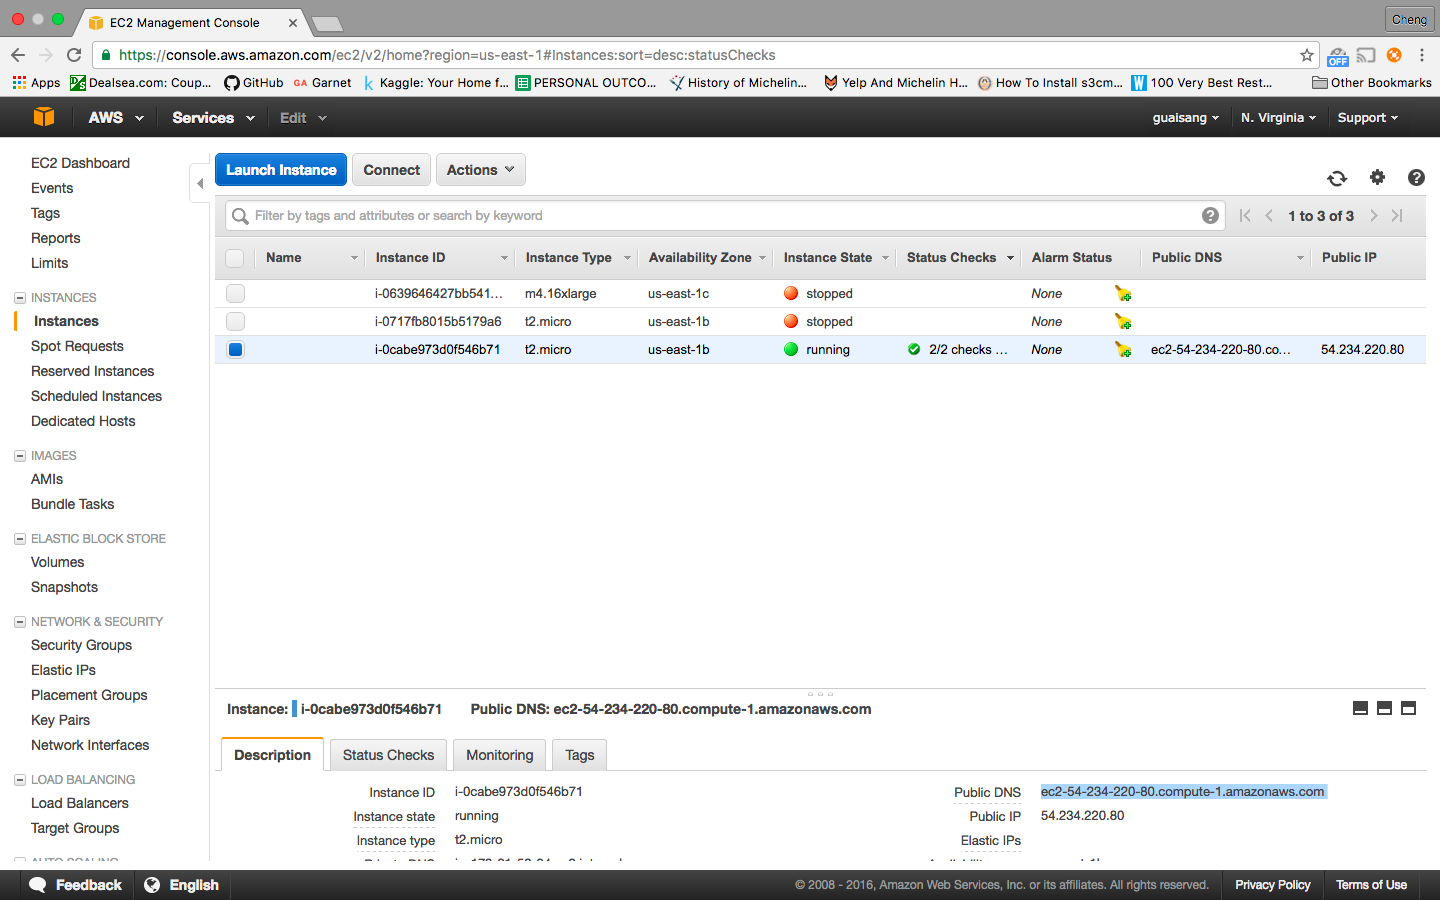 EC2 Management Console
Cheng
https://console.aws.amazon.com/ec2/v2/home?region=us-east-1#Instances:sort=desc:statusChecks
OFF
Apps Dealsea.com: Coup... GitHub GA Garnet Kaggle: Your Home f... PERSONAL OUTCO... History of Michelin... Yelp And Michelin H... How To Install s3cm... W 100 Very Best Rest... Other Bookmarks
AWS Services Edit guaisang N. Virginia Support
EC2 Dashboard
Events
Tags
Reports
Limits
INSTANCES
Instances
Spot Requests
Reserved Instances
Scheduled Instances
Dedicated Hosts
IMAGES
AMIs
Bundle Tasks
ELASTIC BLOCK STORE
Volumes
Snapshots
NETWORK & SECURITY
Security Groups
Elastic IPs
Placement Groups
Key Pairs
Network Interfaces
LOAD BALANCING
Load Balancers
Target Groups
AUTO SCALING
Launch Instance Connect Actions
Filter by tags and attributes or search by keyword
1 to 3 of 3
Name Instance ID Instance Type Availability Zone Instance State Status Checks Alarm Status Public DNS Public IP
i-0639646427bb541... m4.16xlarge us-east-1c stopped None
i-0717fb8015b5179a6 t2.micro us-east-1b stopped None
i-0cabe973d0f546b71 t2.micro us-east-1b running 2/2 checks ... None ec2-54-234-220-80.co... 54.234.220.80
Instance: i-0cabe973d0f546b71 Public DNS: ec2-54-234-220-80.compute-1.amazonaws.com
Description Status Checks Monitoring Tags
Instance ID i-0cabe973d0f546b71 Public DNS ec2-54-234-220-80.compute-1.amazonaws.com
Instance state running Public IP 54.234.220.80
Instance type t2.micro Elastic IPs
Feedback English © 2008 - 2016, Amazon Web Services, Inc. or its affiliates. All rights reserved. Privacy Policy Terms of Use